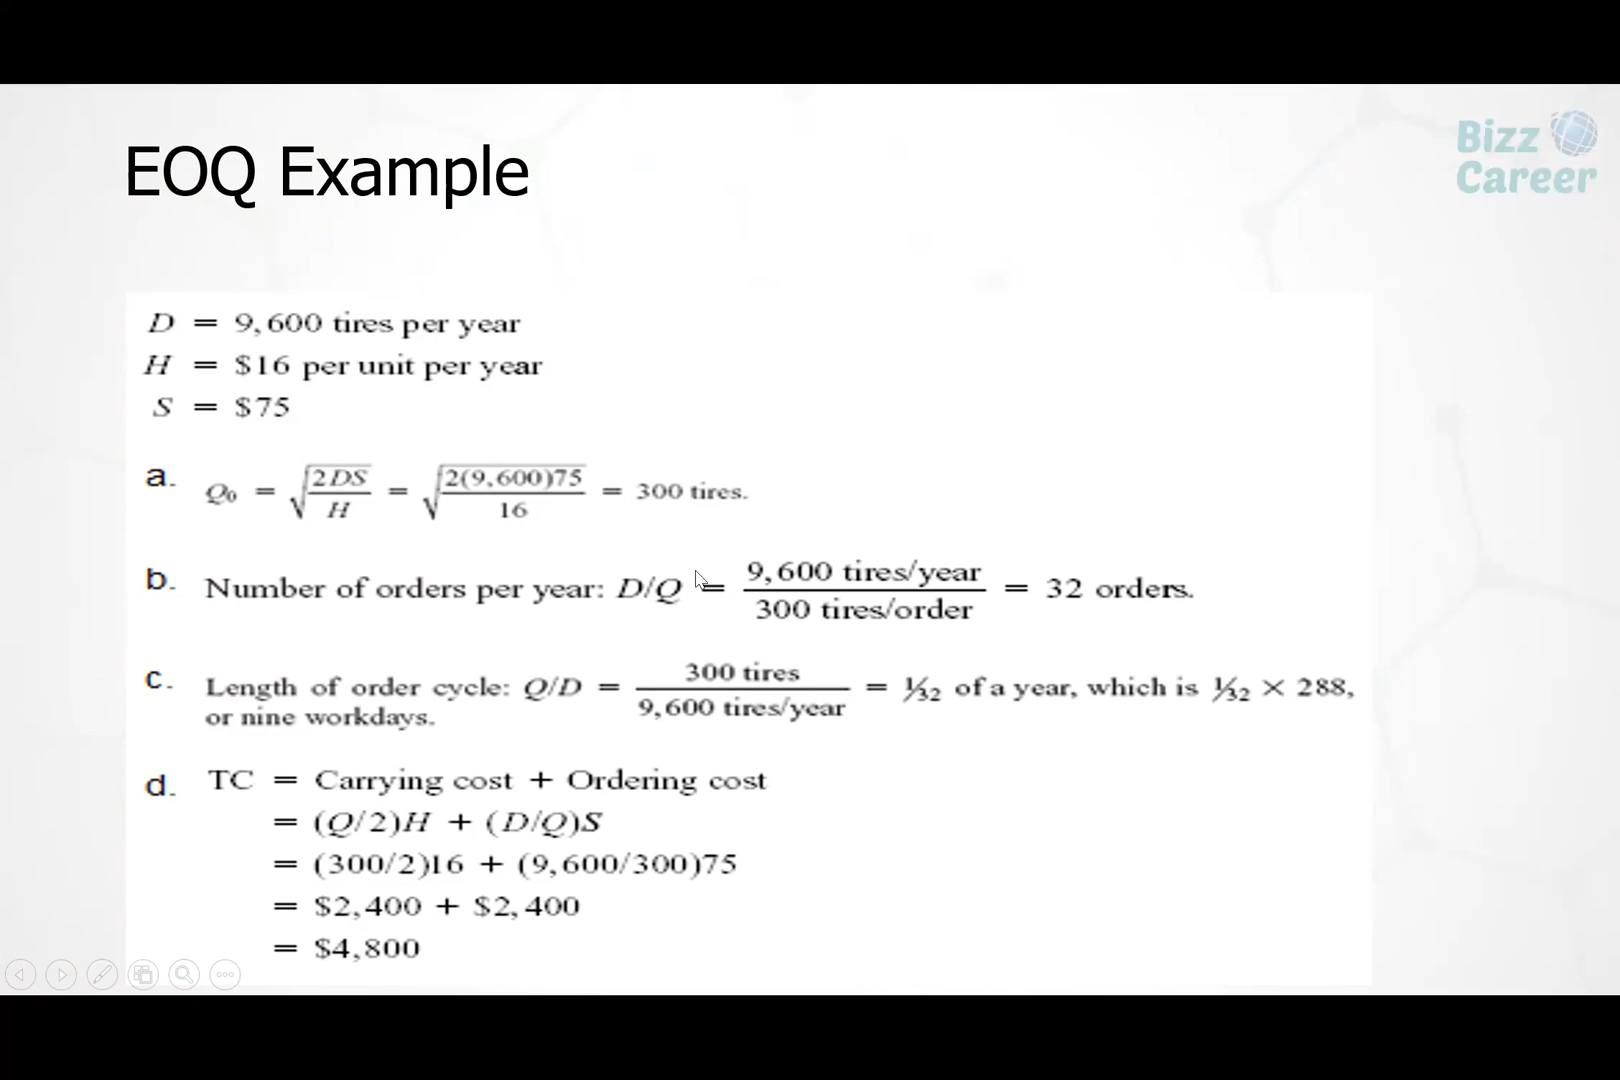 EOQ Example
Bizz
Career
D = 9,600 tires per year
H = $16 per unit per year
S = $75
a. Q₀ = √(2DS/H) = √(2(9,600)75/16) = 300 tires.
b. Number of orders per year: D/Q = 9,600 tires/year / 300 tires/order = 32 orders.
c. Length of order cycle: Q/D = 300 tires / 9,600 tires/year = 1/32 of a year, which is 1/32 × 288,
or nine workdays.
d. TC = Carrying cost + Ordering cost
= (Q/2)H + (D/Q)S
= (300/2)16 + (9,600/300)75
= $2,400 + $2,400
= $4,800